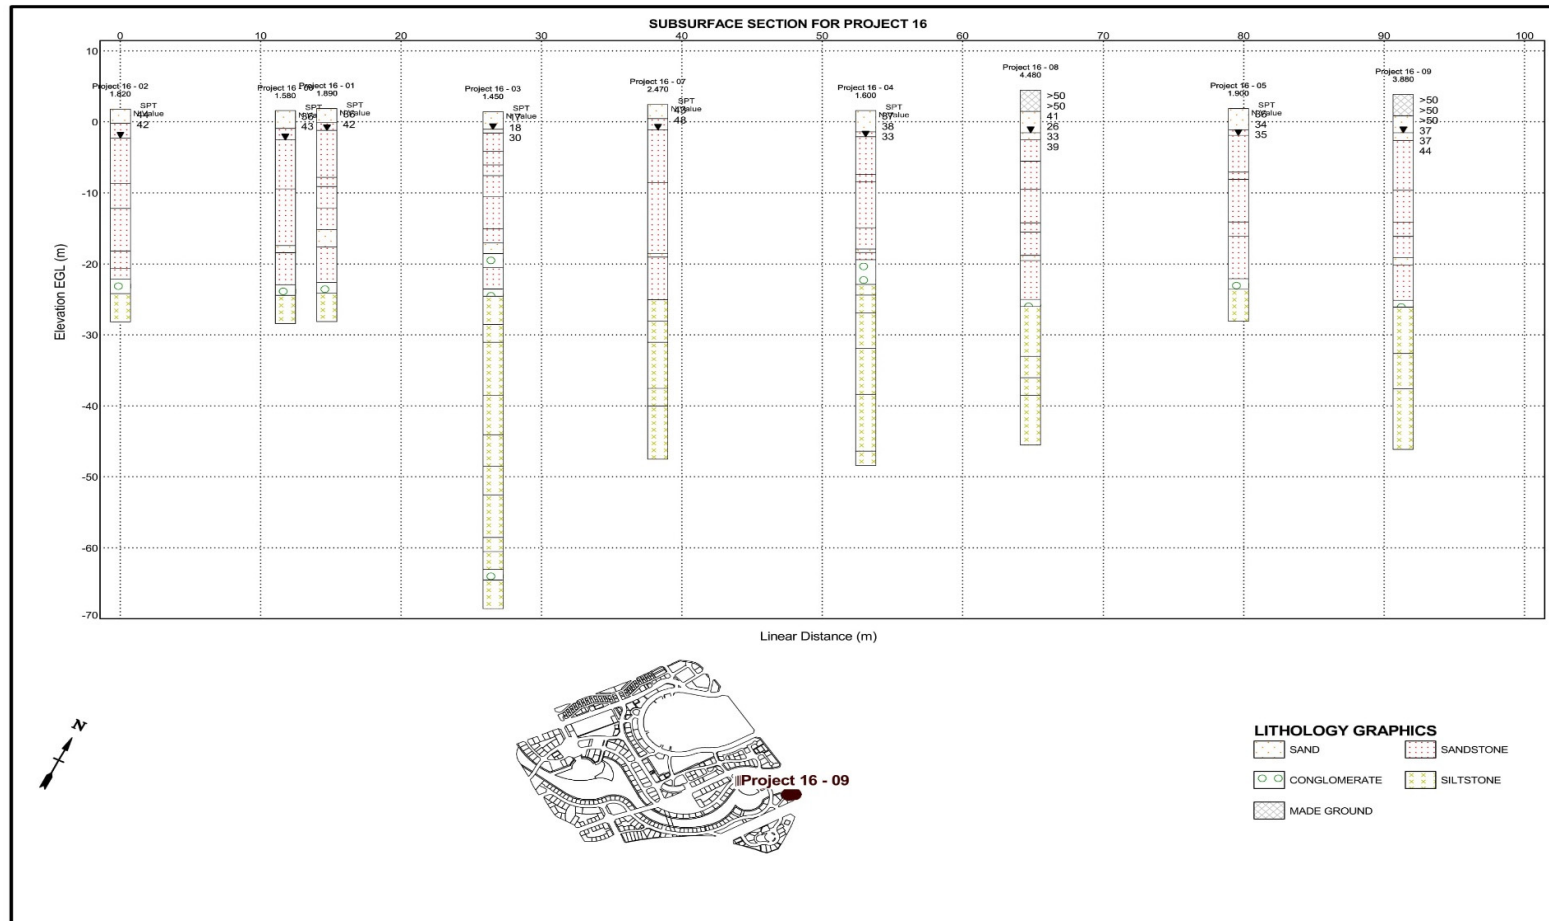 SUBSURFACE SECTION FOR PROJECT 16
0 10 20 30 40 50 60 70 80 90 100
10
0
-10
-20
-30
-40
-50
-60
-70
Elevation EGL (m)
Linear Distance (m)
Project 16 - 02
1.820
42
Project 16 -
1.580
SPT
43
Project 16 - 01
1.890
SPT
N Value
42
Project 16 - 03
1.450
SPT
17
18
30
Project 16 - 07
2.470
SPT
48
Project 16 - 04
1.600
SPT
37
38
33
Project 16 - 08
4.480
>50
>50
41
26
33
39
Project 16 - 05
1.900
SPT
34
35
Project 16 - 09
3.880
>50
>50
>50
37
37
44
N
Project 16 - 09
LITHOLOGY GRAPHICS
SAND
SANDSTONE
CONGLOMERATE
SILTSTONE
MADE GROUND